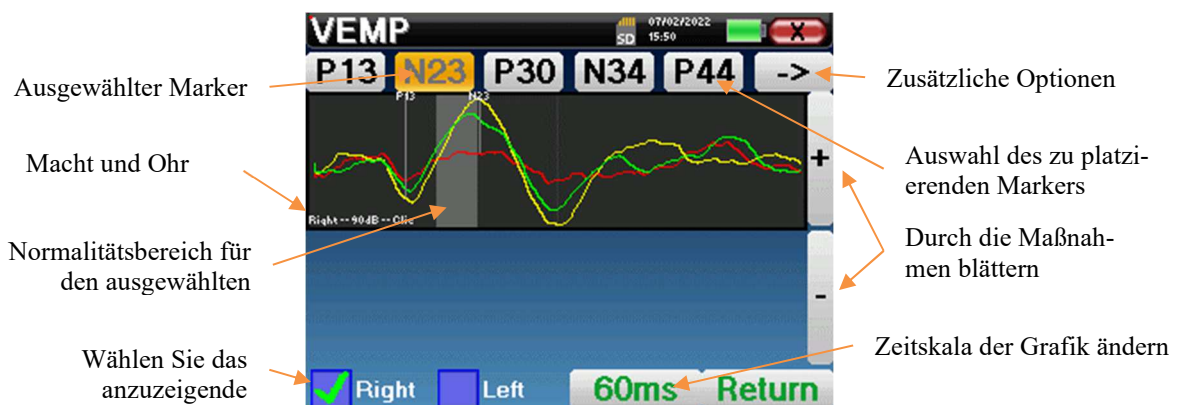 VEMP
SD
07/02/2022
15:50
X
P13 N23 P30 N34 P44 ->
Ausgewählter Marker
Zusätzliche Optionen
P13 N23
Macht und Ohr
+
Auswahl des zu platzi-
erenden Markers
Right -- 90dB -- Clic
Normalitätsbereich für
den ausgewählten
Durch die Maßnah-
men blättern
-
Zeitskala der Grafik ändern
Wählen Sie das
anzuzeigende
Right Left 60ms Return